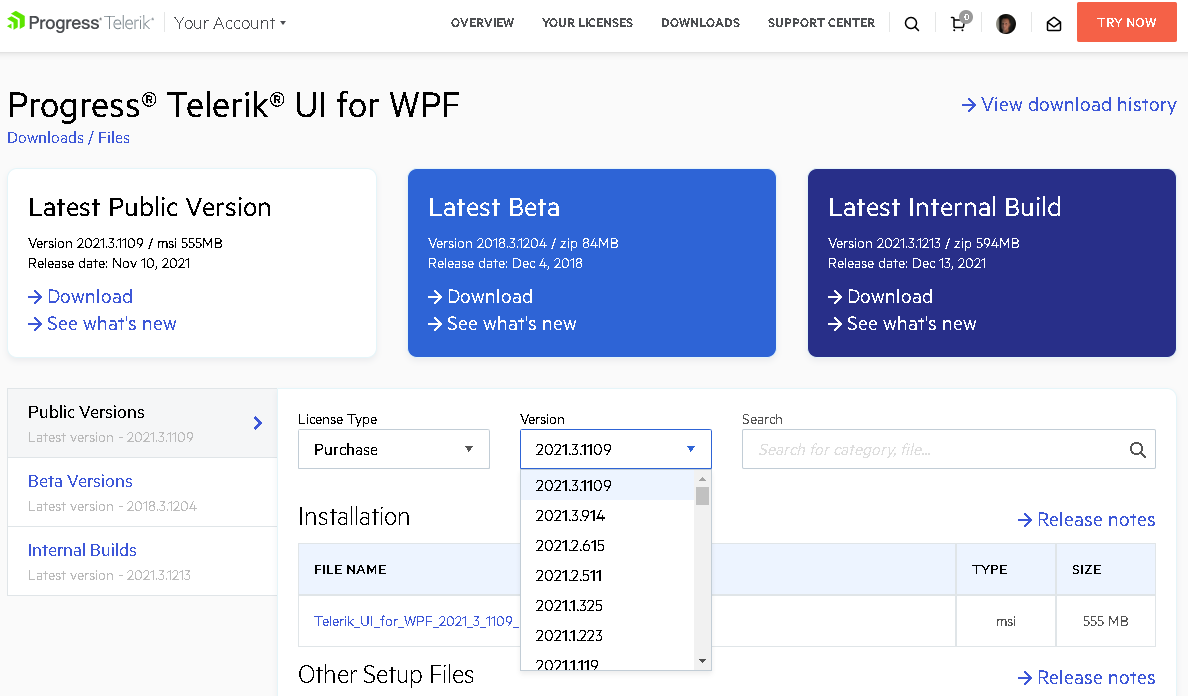 Progress Telerik
Your Account
OVERVIEW
YOUR LICENSES
DOWNLOADS
SUPPORT CENTER
0
TRY NOW
Progress® Telerik® UI for WPF
View download history
Downloads / Files
Latest Public Version
Version 2021.3.1109 / msi 555MB
Release date: Nov 10, 2021
Download
See what's new
Latest Beta
Version 2018.3.1204 / zip 84MB
Release date: Dec 4, 2018
Download
See what's new
Latest Internal Build
Version 2021.3.1213 / zip 594MB
Release date: Dec 13, 2021
Download
See what's new
Public Versions
Latest version - 2021.3.1109
Beta Versions
Latest version - 2018.3.1204
Internal Builds
Latest version - 2021.3.1213
License Type
Purchase
Version
2021.3.1109
2021.3.1109
2021.3.914
2021.2.615
2021.2.511
2021.1.325
2021.1.223
2021.1.119
Search
Search for category, file...
Installation
Release notes
FILE NAME
TYPE
SIZE
Telerik_UI_for_WPF_2021_3_1109_
msi
555 MB
Other Setup Files
Release notes